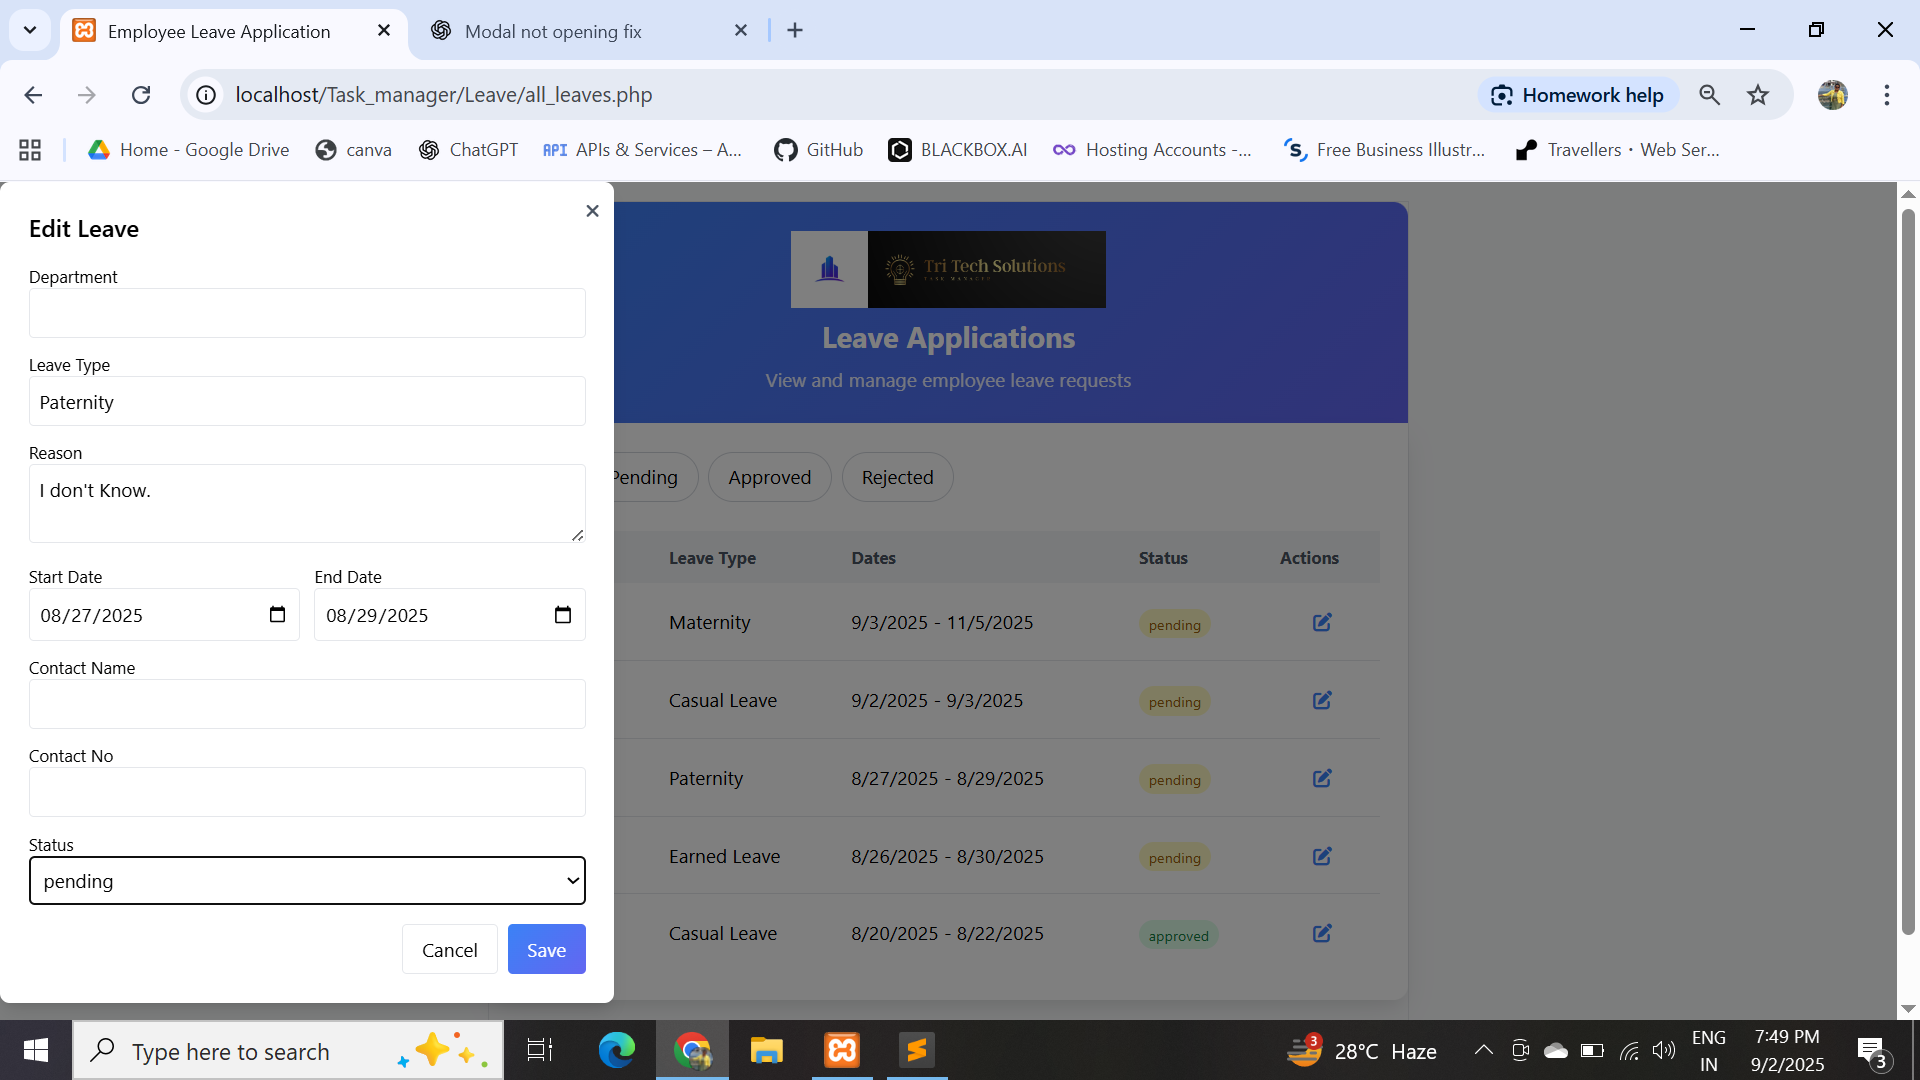 Employee Leave Application
Modal not opening fix
localhost/Task_manager/Leave/all_leaves.php
Homework help
Home - Google Drive
canva
ChatGPT
API APIs & Services – A...
GitHub
BLACKBOX.AI
Hosting Accounts -...
Free Business Illustr...
Travellers • Web Ser...
Edit Leave
Department
Leave Type
Paternity
Reason
I don't Know.
Start Date End Date
08/27/2025 08/29/2025
Contact Name
Contact No
Status
pending
Cancel Save
Tri Tech Solutions
Leave Applications
View and manage employee leave requests
Pending Approved Rejected
Leave Type Dates Status Actions
Maternity 9/3/2025 - 11/5/2025 pending
Casual Leave 9/2/2025 - 9/3/2025 pending
Paternity 8/27/2025 - 8/29/2025 pending
Earned Leave 8/26/2025 - 8/30/2025 pending
Casual Leave 8/20/2025 - 8/22/2025 approved
Type here to search
3
28°C Haze
ENG
IN
7:49 PM
9/2/2025
3